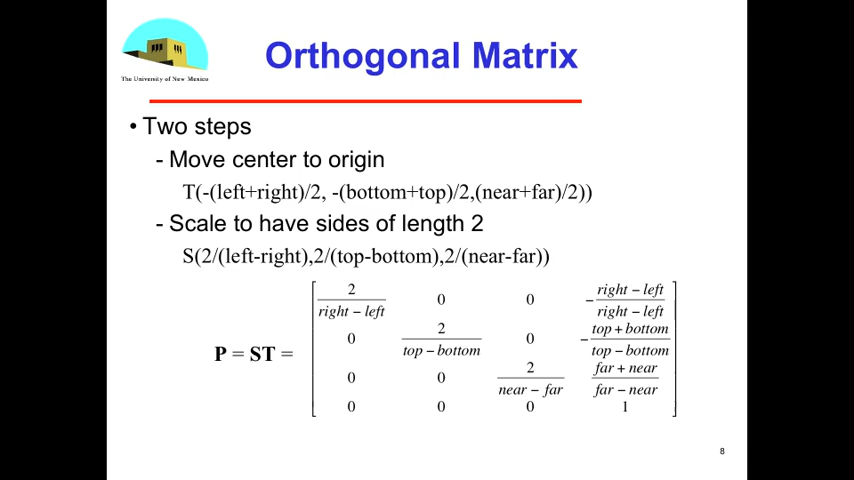 The University of New Mexico
Orthogonal Matrix
• Two steps
- Move center to origin
T(-(left+right)/2, -(bottom+top)/2,(near+far)/2))
- Scale to have sides of length 2
S(2/(left-right),2/(top-bottom),2/(near-far))
P = ST =
2/(right − left) 0 0 −(right − left)/(right − left)
0 2/(top − bottom) 0 −(top + bottom)/(top − bottom)
0 0 2/(near − far) (far + near)/(far − near)
0 0 0 1
8